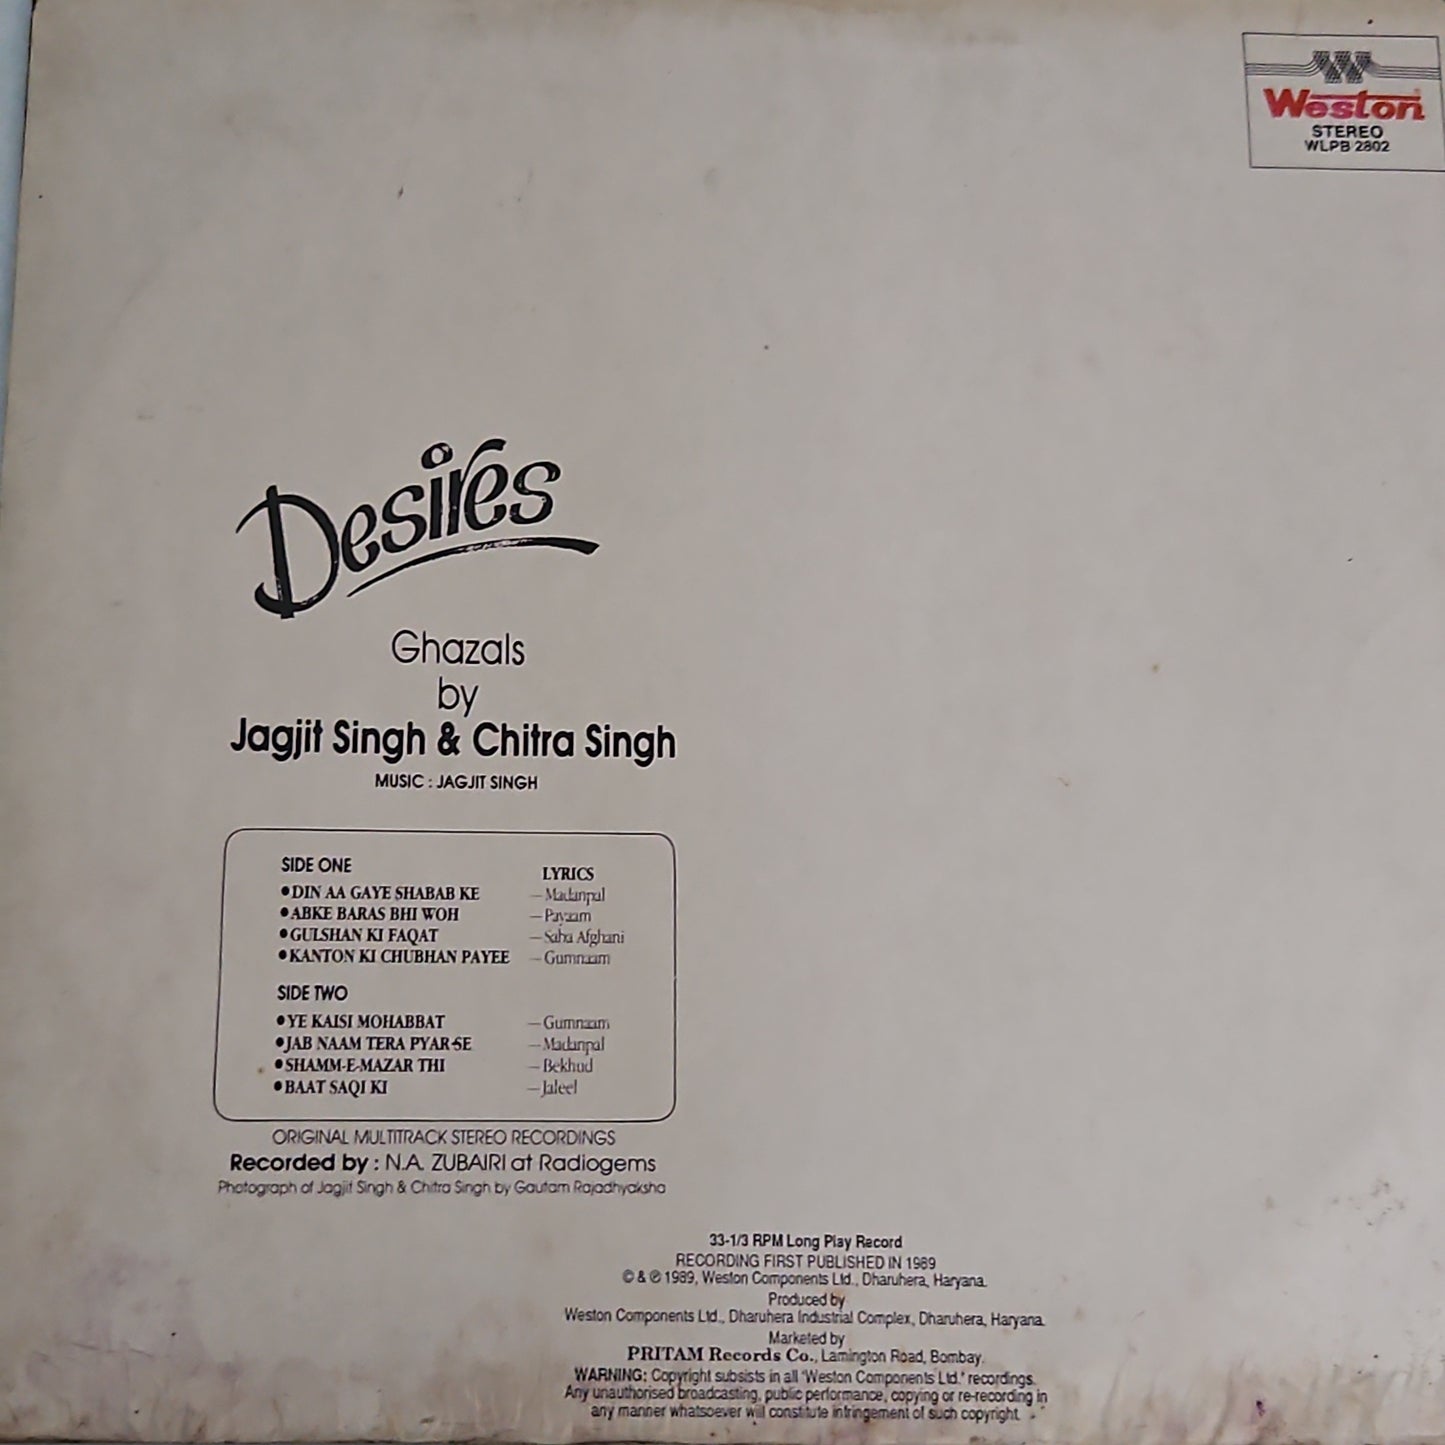 W
Weston
STEREO
WLPB 2802
Desires
Ghazals
by
Jagjit Singh & Chitra Singh
MUSIC : JAGJIT SINGH
SIDE ONE LYRICS
•DIN AA GAYE SHABAB KE —Madanpal
•ABKE BARAS BHI WOH —Payaam
•GULSHAN KI FAQAT —Saba Afghani
•KANTON KI CHUBHAN PAYEE —Gumnaam
SIDE TWO
•YE KAISI MOHABBAT —Gumnaam
•JAB NAAM TERA PYAR-SE —Madanpal
•SHAMM-E-MAZAR THI —Bekhud
•BAAT SAQI KI —Jaleel
ORIGINAL MULTITRACK STEREO RECORDINGS
Recorded by : N.A. ZUBAIRI at Radiogems
Photograph of Jagjit Singh & Chitra Singh by Gautam Rajadhyaksha
33-1/3 RPM Long Play Record
RECORDING FIRST PUBLISHED IN 1989
© & ℗ 1989, Weston Components Ltd., Dharuhera, Haryana.
Produced by
Weston Components Ltd., Dharuhera Industrial Complex, Dharuhera, Haryana.
Marketed by
PRITAM Records Co., Lamington Road, Bombay.
WARNING: Copyright subsists in all 'Weston Components Ltd.' recordings.
Any unauthorised broadcasting, public performance, copying or re-recording in
any manner whatsoever will constitute infringement of such copyright.